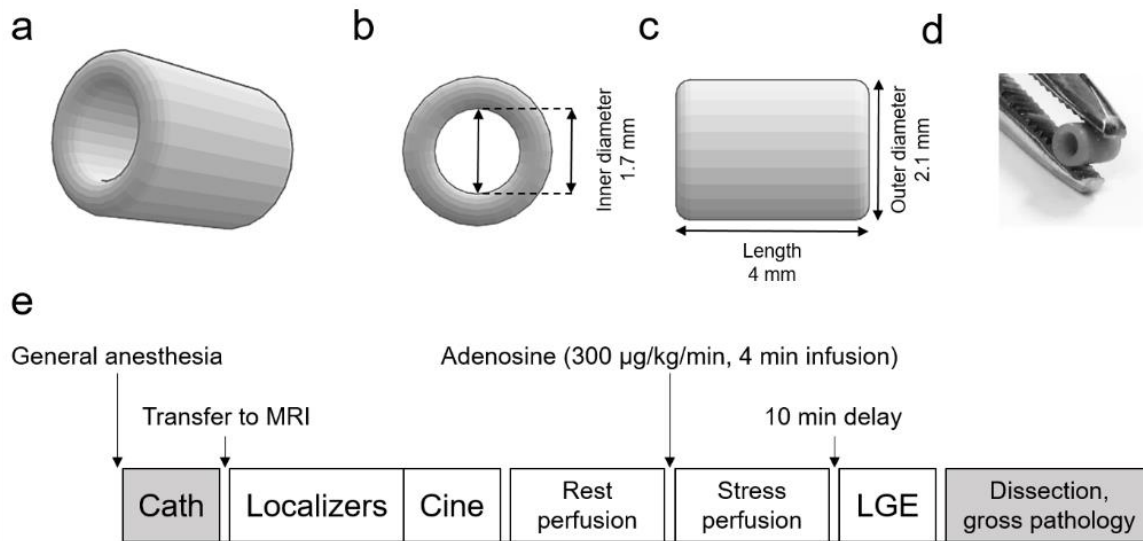 a
b
c
d
Inner diameter
1.7 mm
Outer diameter
2.1 mm
Length
4 mm
e
General anesthesia
Adenosine (300 µg/kg/min, 4 min infusion)
Transfer to MRI
10 min delay
Cath
Localizers
Cine
Rest
perfusion
Stress
perfusion
LGE
Dissection,
gross pathology